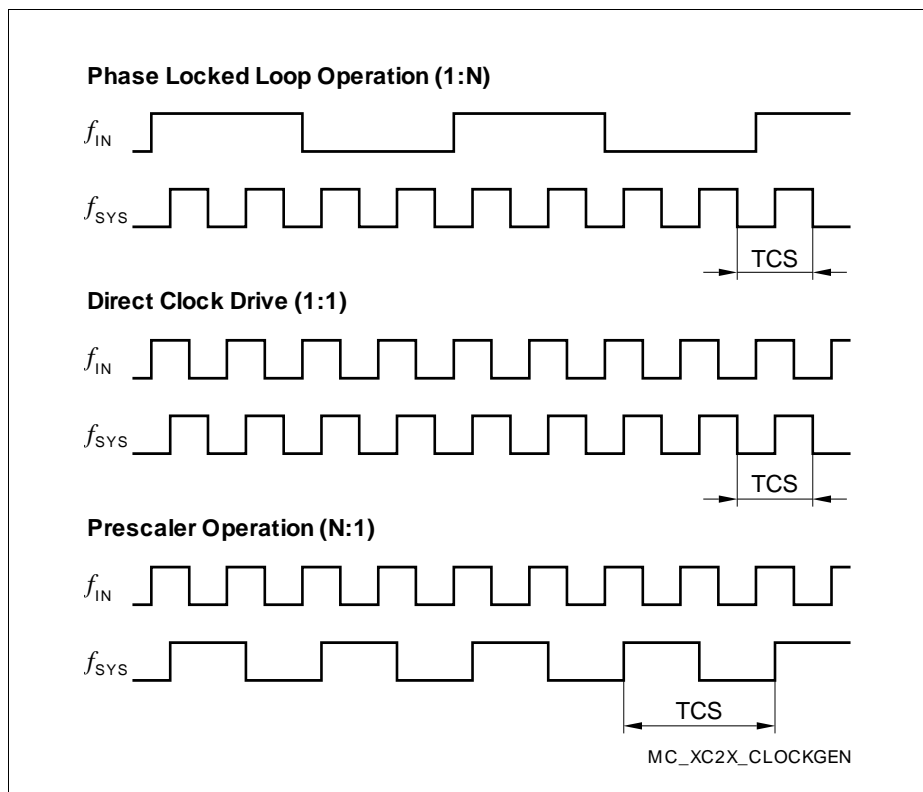 Phase Locked Loop Operation (1:N)
fIN
fSYS
TCS
Direct Clock Drive (1:1)
fIN
fSYS
TCS
Prescaler Operation (N:1)
fIN
fSYS
TCS
MC_XC2X_CLOCKGEN